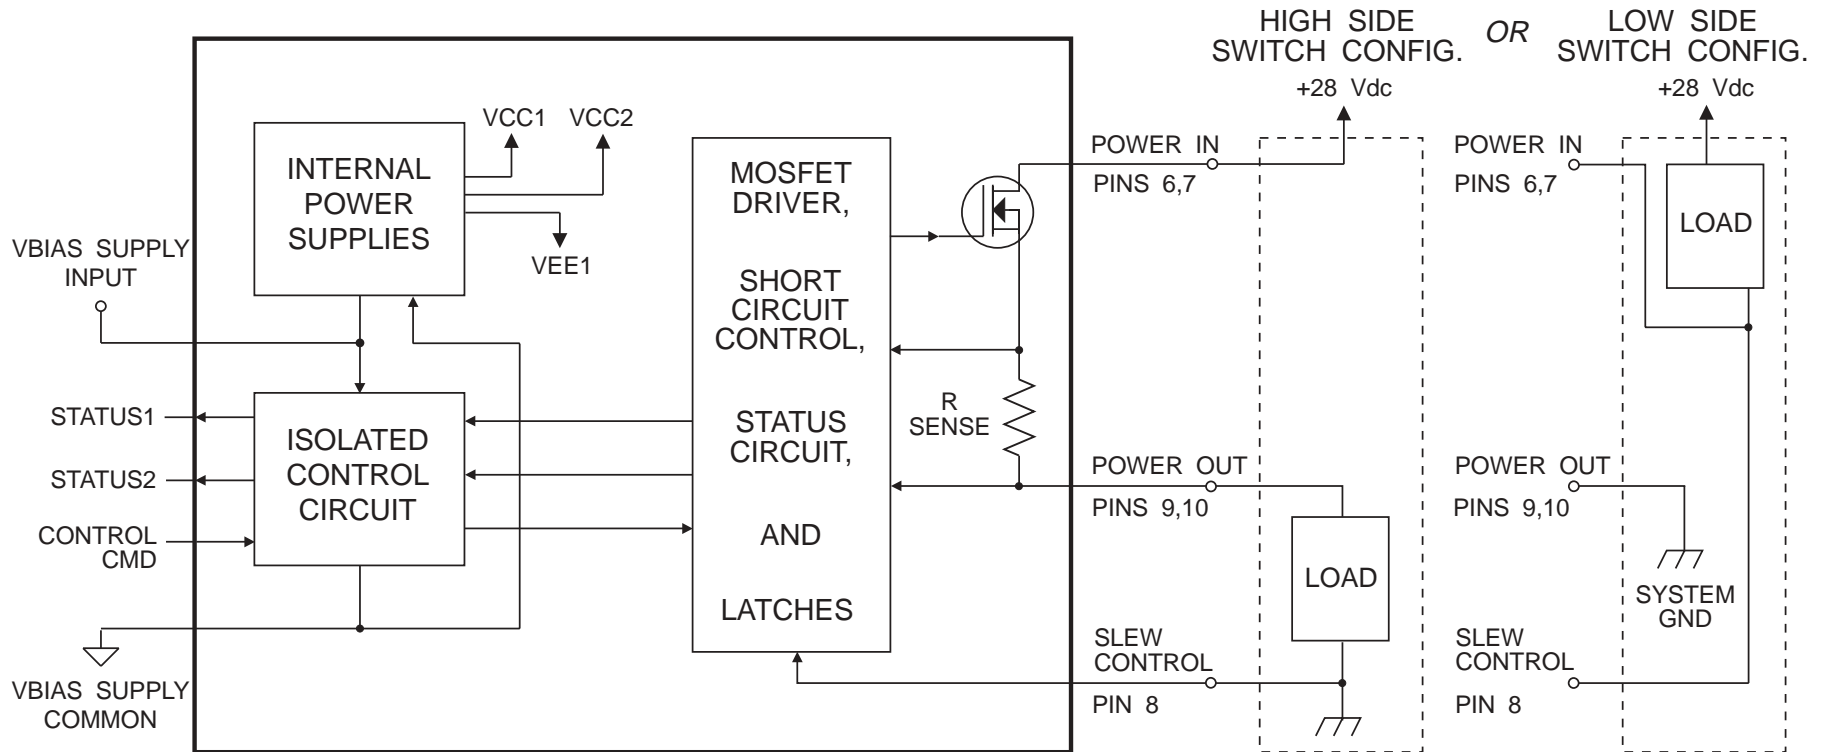 HIGH SIDE
SWITCH CONFIG.
OR
LOW SIDE
SWITCH CONFIG.
+28 Vdc
+28 Vdc
VCC1
VCC2
VEE1
INTERNAL
POWER
SUPPLIES
VBIAS SUPPLY
INPUT
STATUS1
STATUS2
CONTROL
CMD
VBIAS SUPPLY
COMMON
ISOLATED
CONTROL
CIRCUIT
MOSFET
DRIVER,
SHORT
CIRCUIT
CONTROL,
STATUS
CIRCUIT,
AND
LATCHES
R
SENSE
POWER IN
PINS 6,7
POWER OUT
PINS 9,10
SLEW
CONTROL
PIN 8
LOAD
POWER IN
PINS 6,7
LOAD
POWER OUT
PINS 9,10
SYSTEM
GND
SLEW
CONTROL
PIN 8